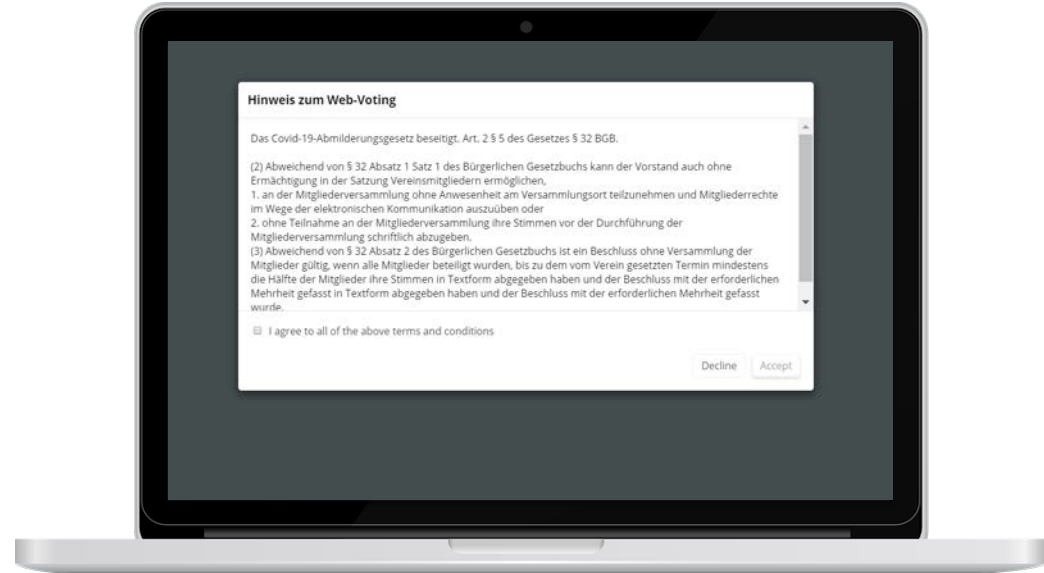 Hinweis zum Web-Voting
Das Covid-19-Abmilderungsgesetz beseitigt. Art. 2 § 5 des Gesetzes § 32 BGB.
(2) Abweichend von § 32 Absatz 1 Satz 1 des Bürgerlichen Gesetzbuchs kann der Vorstand auch ohne
Ermächtigung in der Satzung Vereinsmitgliedern ermöglichen,
1. an der Mitgliederversammlung ohne Anwesenheit am Versammlungsort teilzunehmen und Mitgliederrechte
im Wege der elektronischen Kommunikation auszuüben oder
2. ohne Teilnahme an der Mitgliederversammlung ihre Stimmen vor der Durchführung der
Mitgliederversammlung schriftlich abzugeben.
(3) Abweichend von § 32 Absatz 2 des Bürgerlichen Gesetzbuchs ist ein Beschluss ohne Versammlung der
Mitglieder gültig, wenn alle Mitglieder beteiligt wurden, bis zu dem vom Verein gesetzten Termin mindestens
die Hälfte der Mitglieder ihre Stimmen in Textform abgegeben haben und der Beschluss mit der erforderlichen
Mehrheit gefasst in Textform abgegeben haben und der Beschluss mit der erforderlichen Mehrheit gefasst
wurde.
I agree to all of the above terms and conditions
Decline Accept